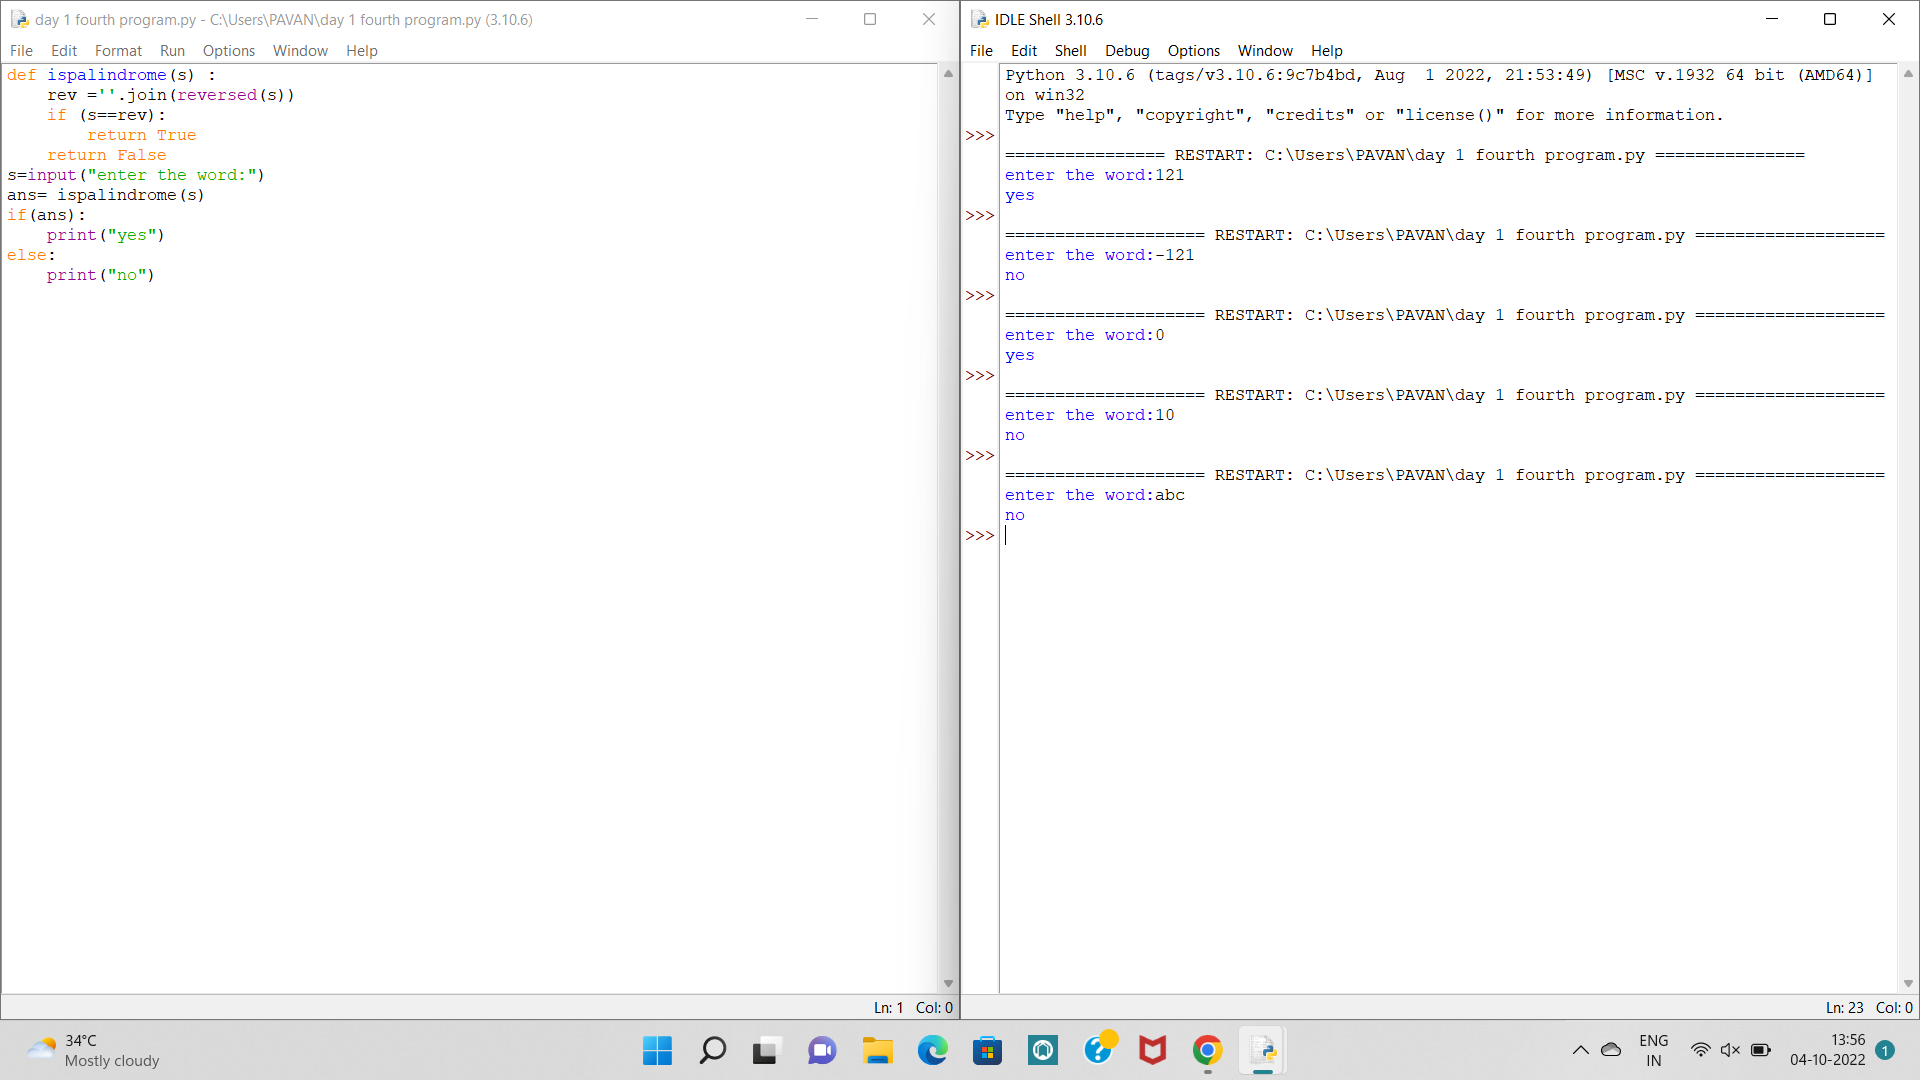 day 1 fourth program.py - C:\Users\PAVAN\day 1 fourth program.py (3.10.6)
File Edit Format Run Options Window Help
def ispalindrome(s) :
    rev =''.join(reversed(s))
    if (s==rev):
        return True
    return False
s=input("enter the word:")
ans= ispalindrome(s)
if(ans):
    print("yes")
else:
    print("no")
Ln: 1 Col: 0
IDLE Shell 3.10.6
File Edit Shell Debug Options Window Help
Python 3.10.6 (tags/v3.10.6:9c7b4bd, Aug  1 2022, 21:53:49) [MSC v.1932 64 bit (AMD64)]
on win32
Type "help", "copyright", "credits" or "license()" for more information.
>>>
================ RESTART: C:\Users\PAVAN\day 1 fourth program.py ===============
enter the word:121
yes
>>>
==================== RESTART: C:\Users\PAVAN\day 1 fourth program.py ===================
enter the word:-121
no
>>>
==================== RESTART: C:\Users\PAVAN\day 1 fourth program.py ===================
enter the word:0
yes
>>>
==================== RESTART: C:\Users\PAVAN\day 1 fourth program.py ===================
enter the word:10
no
>>>
==================== RESTART: C:\Users\PAVAN\day 1 fourth program.py ===================
enter the word:abc
no
>>>
Ln: 23 Col: 0
34°C
Mostly cloudy
ENG
IN
13:56
04-10-2022
1